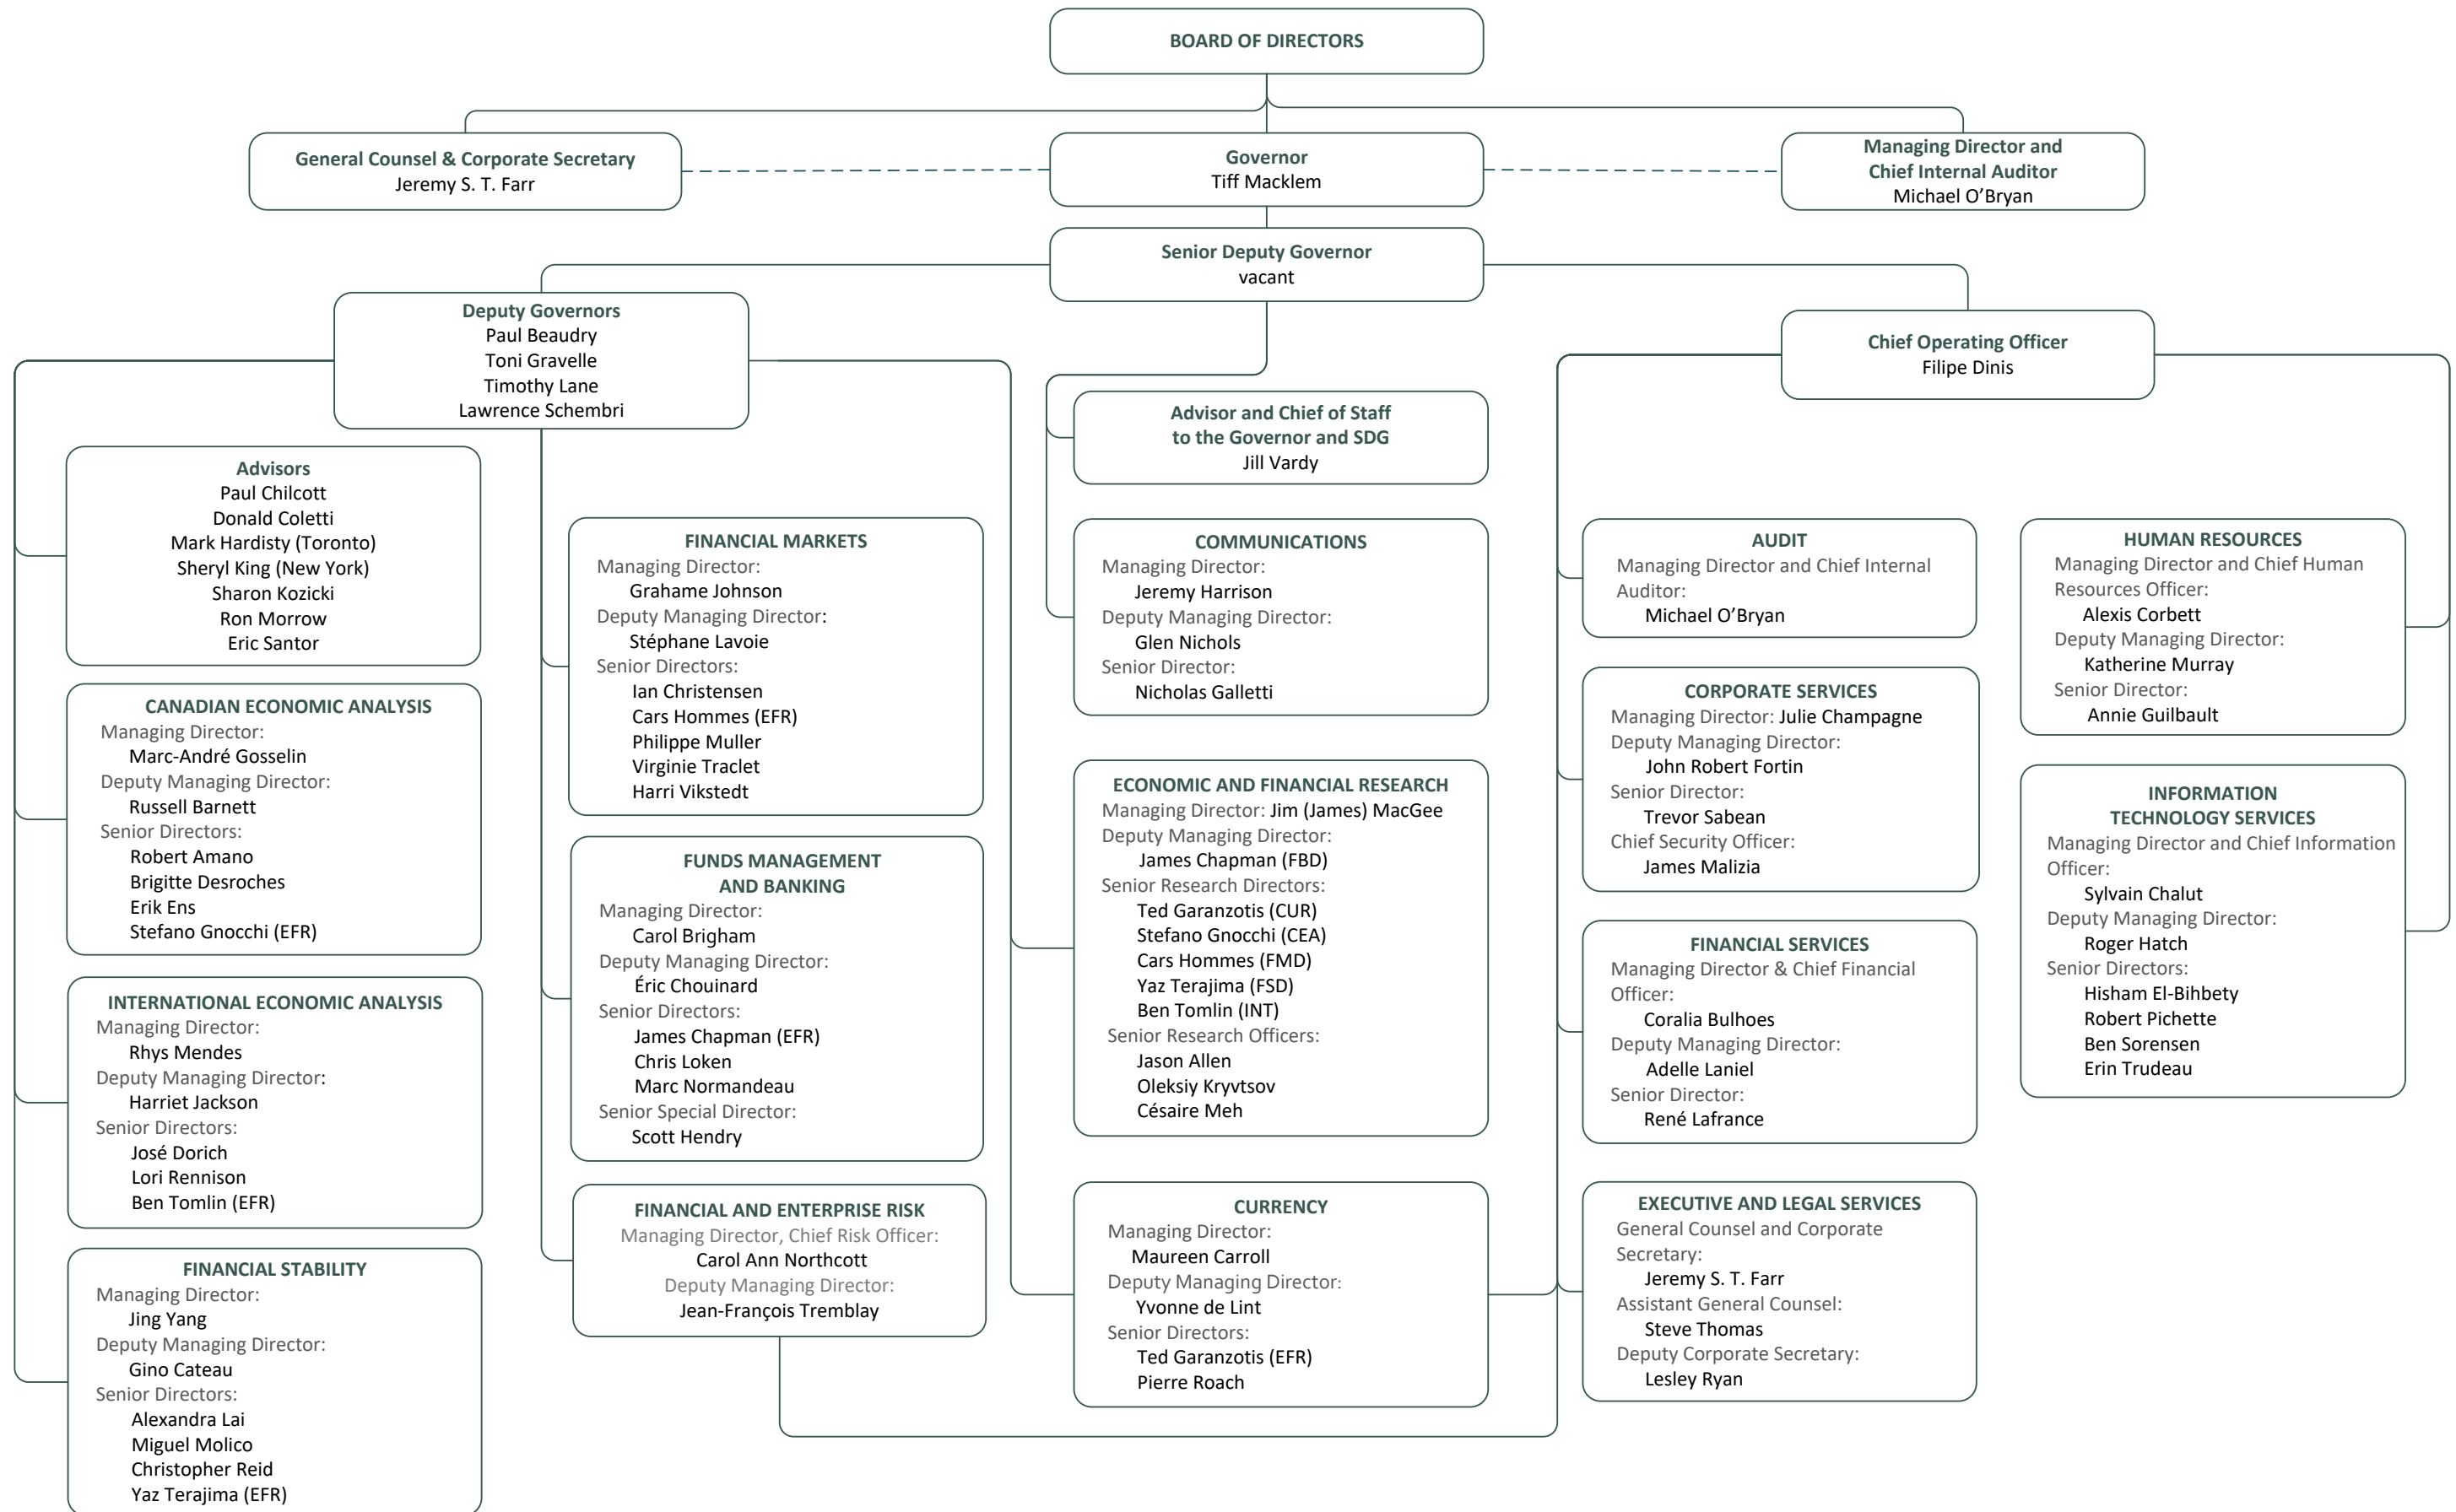 BOARD OF DIRECTORS
General Counsel & Corporate Secretary
Jeremy S. T. Farr
Governor
Tiff Macklem
Managing Director and
Chief Internal Auditor
Michael O’Bryan
Senior Deputy Governor
vacant
Deputy Governors
Paul Beaudry
Toni Gravelle
Timothy Lane
Lawrence Schembri
Chief Operating Officer
Filipe Dinis
Advisor and Chief of Staff
to the Governor and SDG
Jill Vardy
Advisors
Paul Chilcott
Donald Coletti
Mark Hardisty (Toronto)
Sheryl King (New York)
Sharon Kozicki
Ron Morrow
Eric Santor
CANADIAN ECONOMIC ANALYSIS
Managing Director:
Marc-André Gosselin
Deputy Managing Director:
Russell Barnett
Senior Directors:
Robert Amano
Brigitte Desroches
Erik Ens
Stefano Gnocchi (EFR)
INTERNATIONAL ECONOMIC ANALYSIS
Managing Director:
Rhys Mendes
Deputy Managing Director:
Harriet Jackson
Senior Directors:
José Dorich
Lori Rennison
Ben Tomlin (EFR)
FINANCIAL STABILITY
Managing Director:
Jing Yang
Deputy Managing Director:
Gino Cateau
Senior Directors:
Alexandra Lai
Miguel Molico
Christopher Reid
Yaz Terajima (EFR)
FINANCIAL MARKETS
Managing Director:
Grahame Johnson
Deputy Managing Director:
Stéphane Lavoie
Senior Directors:
Ian Christensen
Cars Hommes (EFR)
Philippe Muller
Virginie Traclet
Harri Vikstedt
FUNDS MANAGEMENT
AND BANKING
Managing Director:
Carol Brigham
Deputy Managing Director:
Éric Chouinard
Senior Directors:
James Chapman (EFR)
Chris Loken
Marc Normandeau
Senior Special Director:
Scott Hendry
FINANCIAL AND ENTERPRISE RISK
Managing Director, Chief Risk Officer:
Carol Ann Northcott
Deputy Managing Director:
Jean-François Tremblay
COMMUNICATIONS
Managing Director:
Jeremy Harrison
Deputy Managing Director:
Glen Nichols
Senior Director:
Nicholas Galletti
ECONOMIC AND FINANCIAL RESEARCH
Managing Director: Jim (James) MacGee
Deputy Managing Director:
James Chapman (FBD)
Senior Research Directors:
Ted Garanzotis (CUR)
Stefano Gnocchi (CEA)
Cars Hommes (FMD)
Yaz Terajima (FSD)
Ben Tomlin (INT)
Senior Research Officers:
Jason Allen
Oleksiy Kryvtsov
Césaire Meh
CURRENCY
Managing Director:
Maureen Carroll
Deputy Managing Director:
Yvonne de Lint
Senior Directors:
Ted Garanzotis (EFR)
Pierre Roach
AUDIT
Managing Director and Chief Internal
Auditor:
Michael O’Bryan
CORPORATE SERVICES
Managing Director: Julie Champagne
Deputy Managing Director:
John Robert Fortin
Senior Director:
Trevor Sabean
Chief Security Officer:
James Malizia
FINANCIAL SERVICES
Managing Director & Chief Financial
Officer:
Coralia Bulhoes
Deputy Managing Director:
Adelle Laniel
Senior Director:
René Lafrance
EXECUTIVE AND LEGAL SERVICES
General Counsel and Corporate
Secretary:
Jeremy S. T. Farr
Assistant General Counsel:
Steve Thomas
Deputy Corporate Secretary:
Lesley Ryan
HUMAN RESOURCES
Managing Director and Chief Human
Resources Officer:
Alexis Corbett
Deputy Managing Director:
Katherine Murray
Senior Director:
Annie Guilbault
INFORMATION
TECHNOLOGY SERVICES
Managing Director and Chief Information
Officer:
Sylvain Chalut
Deputy Managing Director:
Roger Hatch
Senior Directors:
Hisham El-Bihbety
Robert Pichette
Ben Sorensen
Erin Trudeau